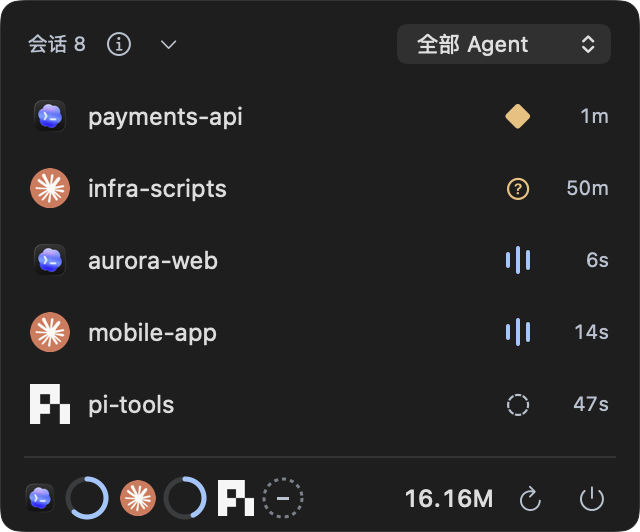 会话 8 全部 Agent
payments-api 1m
infra-scripts ? 50m
aurora-web 6s
mobile-app 14s
pi-tools 47s
16.16M